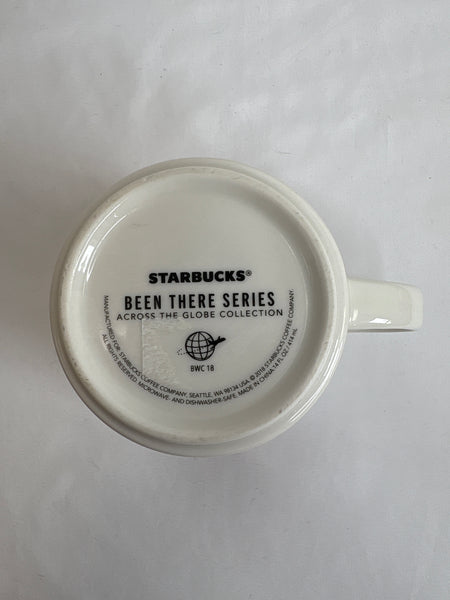 STARBUCKS®
BEEN THERE SERIES
ACROSS THE GLOBE COLLECTION
BWC 18
MANUFACTURED FOR: STARBUCKS COFFEE COMPANY, SEATTLE, WA 98134 USA. © 2018 STARBUCKS COFFEE COMPANY.
ALL RIGHTS RESERVED. MICROWAVE- AND DISHWASHER-SAFE. MADE IN CHINA. 14 FL OZ / 414 mL